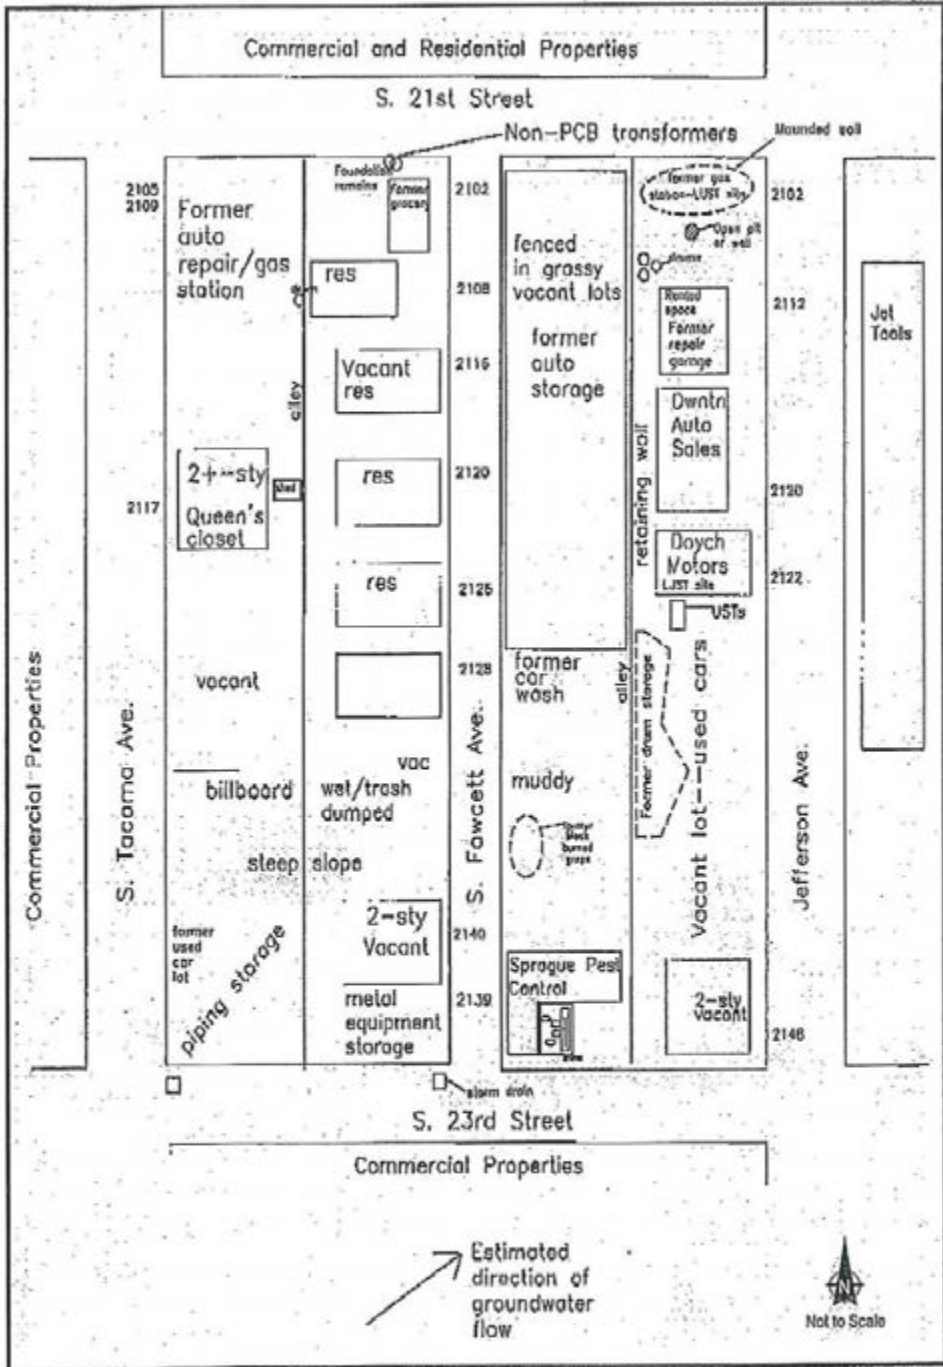 Commercial and Residential Properties
S. 21st Street
Non-PCB transformers
Mounded soil
2105
2109
Former
auto
repair/gas
station
Foundation
remains
Former
grocery
2102
fenced
in grassy
vacant lots
former
auto
storage
former gas
station-LUST site
2102
Open pit
or well
drums
res
2108
Rented
space
Former
repair
garage
2112
Jet
Tools
Vacant
res
2116
alley
Dwntn
Auto
Sales
2120
2+-sty
Queen's
closet
shed
2117
res
2120
retaining wall
Doych
Motors
LUST site
2122
USTs
res
2125
2128
former
car
wash
alley
Former drum storage
Vacant lot--used cars
vacant
Commercial Properties
S. Tacoma Ave.
S. Fawcett Ave.
Jefferson Ave.
vac
billboard
wet/trash
dumped
muddy
burned
steep slope
2-sty
Vacant
2140
former
used
car
lot
piping storage
metal
equipment
storage
2139
Sprague Pest
Control
2-sty
vacant
2146
storm drain
S. 23rd Street
Commercial Properties
Estimated
direction of
groundwater
flow
N
Not to Scale